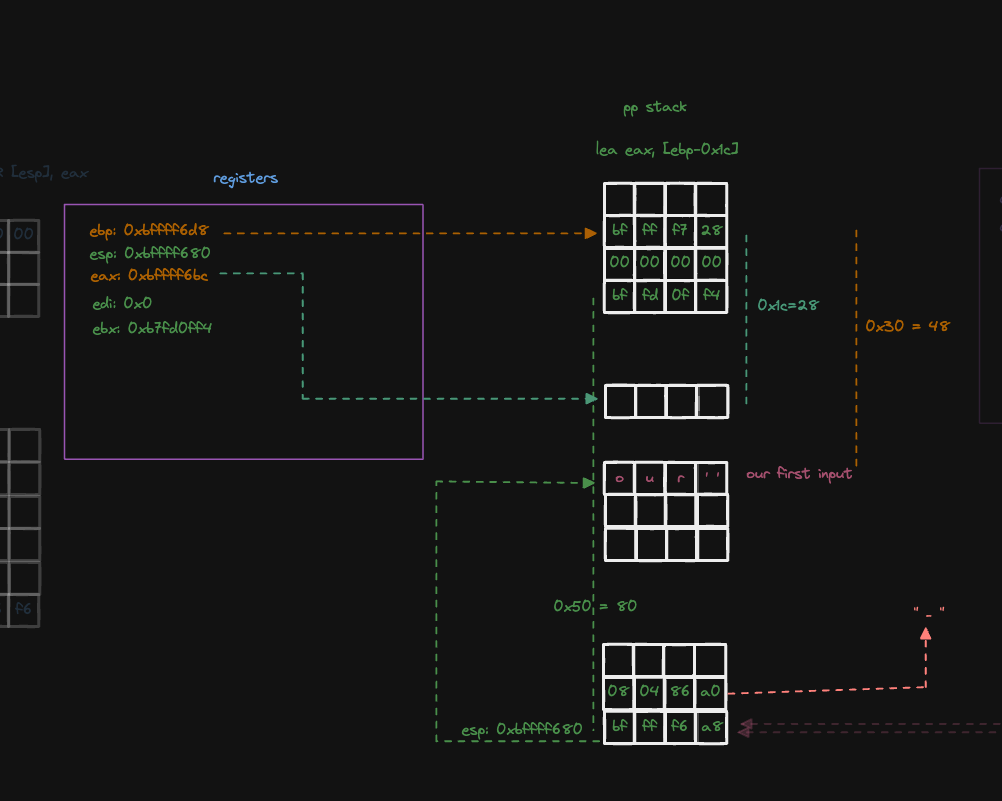 pp stack
lea eax, [ebp-0x1c]
[esp], eax
registers
00
ebp: 0xbffff6d8
esp: 0xbffff680
eax: 0xbffff6bc
edi: 0x0
ebx: 0xb7fd0ff4
bf ff f7 28
00 00 00 00
bf fd 0f f4
0x1c=28
0x30 = 48
o u r ' '
our first input
0x50 = 80
f6
"_"
08 04 86 a0
esp: 0xbffff680
bf ff f6 a8